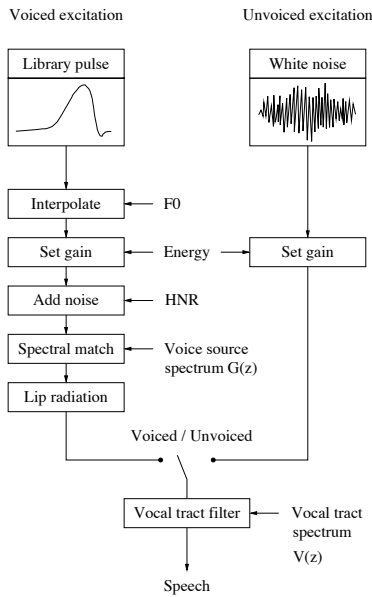 Voiced excitation
Unvoiced excitation
Library pulse
White noise
Interpolate
F0
Set gain
Energy
Set gain
Add noise
HNR
Spectral match
Voice source
spectrum G(z)
Lip radiation
Voiced / Unvoiced
Vocal tract filter
Vocal tract
spectrum
V(z)
Speech